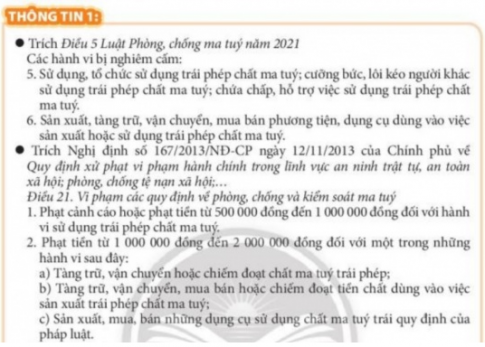 THÔNG TIN 1:
● Trích Điều 5 Luật Phòng, chống ma tuý năm 2021
Các hành vi bị nghiêm cấm:
5. Sử dụng, tổ chức sử dụng trái phép chất ma tuý; cưỡng bức, lôi kéo người khác
sử dụng trái phép chất ma tuý; chứa chấp, hỗ trợ việc sử dụng trái phép chất
ma tuý.
6. Sản xuất, tàng trữ, vận chuyển, mua bán phương tiện, dụng cụ dùng vào việc
sản xuất hoặc sử dụng trái phép chất ma tuý.
● Trích Nghị định số 167/2013/NĐ-CP ngày 12/11/2013 của Chính phủ về
Quy định xử phạt vi phạm hành chính trong lĩnh vực an ninh trật tự, an toàn
xã hội; phòng, chống tệ nạn xã hội;...
Điều 21. Vi phạm các quy định về phòng, chống và kiểm soát ma tuý
1. Phạt cảnh cáo hoặc phạt tiền từ 500 000 đồng đến 1 000 000 đồng đối với hành
vi sử dụng trái phép chất ma tuý.
2. Phạt tiền từ 1 000 000 đồng đến 2 000 000 đồng đối với một trong những
hành vi sau đây:
a) Tàng trữ, vận chuyển hoặc chiếm đoạt chất ma tuý trái phép;
b) Tàng trữ, vận chuyển, mua bán hoặc chiếm đoạt tiền chất dùng vào việc
sản xuất trái phép chất ma tuý;
c) Sản xuất, mua, bán những dụng cụ sử dụng chất ma tuý trái quy định của
pháp luật.